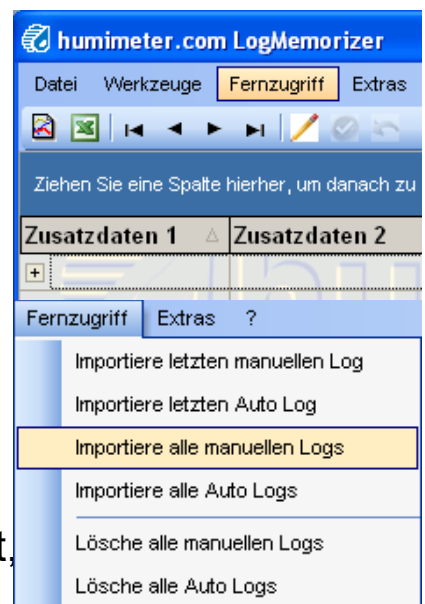 humimeter.com LogMemorizer
Datei Werkzeuge Fernzugriff Extras
Ziehen Sie eine Spalte hierher, um danach zu
Zusatzdaten 1 Zusatzdaten 2
Fernzugriff Extras ?
Importiere letzten manuellen Log
Importiere letzten Auto Log
Importiere alle manuellen Logs
Importiere alle Auto Logs
t,
Lösche alle manuellen Logs
Lösche alle Auto Logs